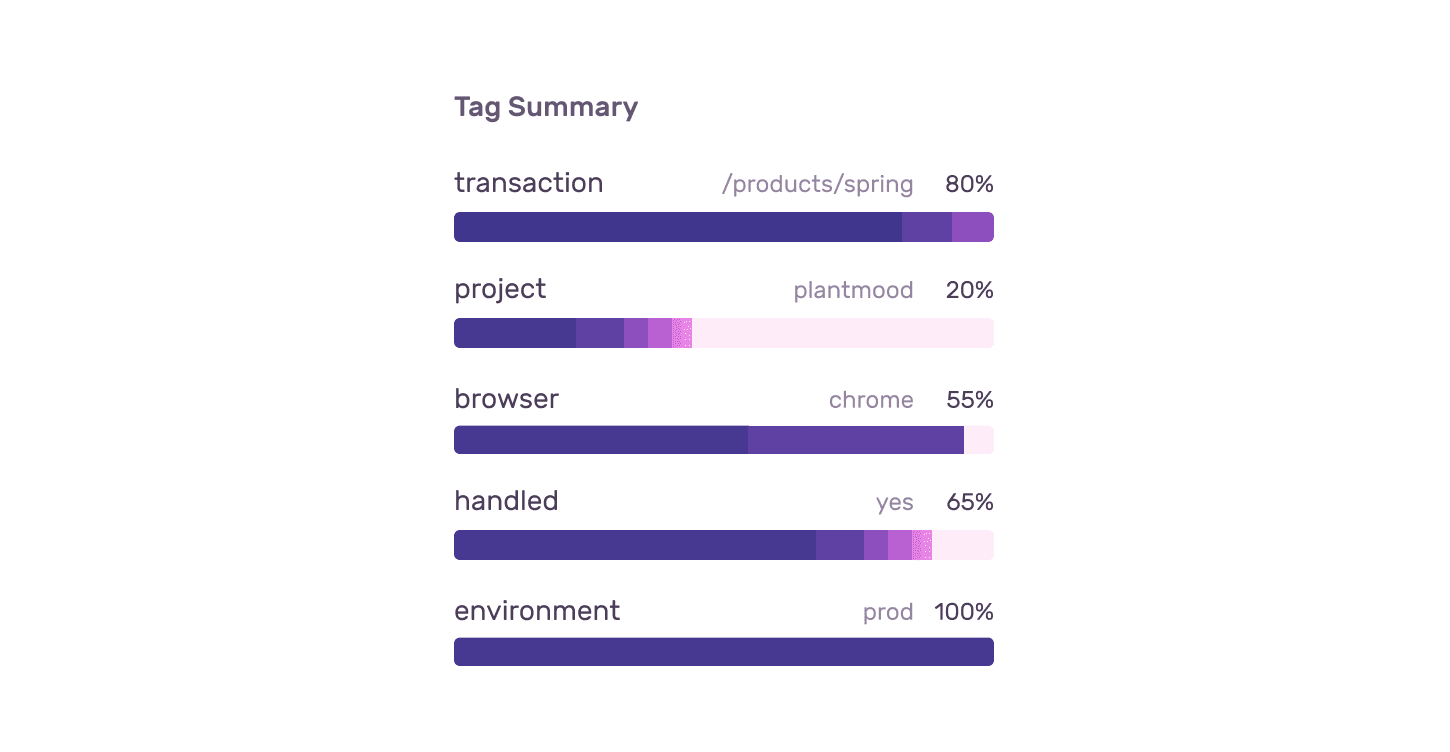 Tag Summary
transaction /products/spring 80%
project plantmood 20%
browser chrome 55%
handled yes 65%
environment prod 100%